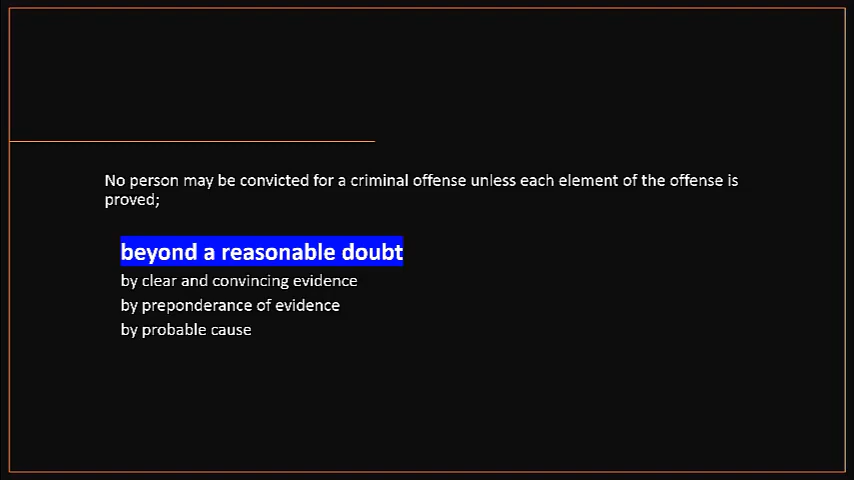 No person may be convicted for a criminal offense unless each element of the offense is
proved;
beyond a reasonable doubt
by clear and convincing evidence
by preponderance of evidence
by probable cause